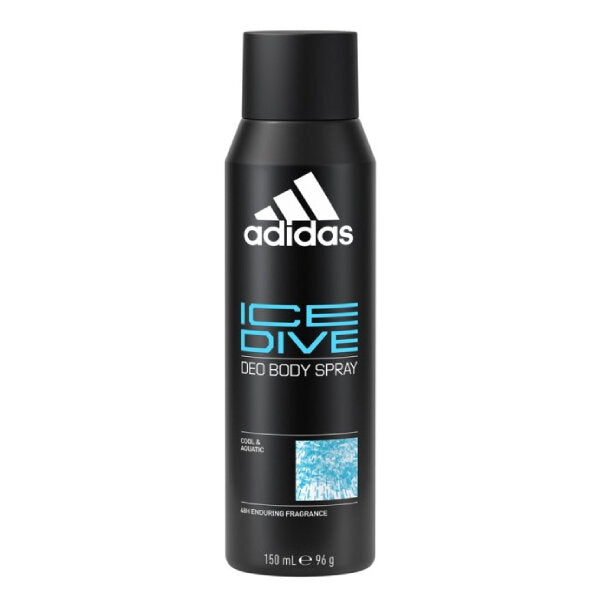 adidas
ICE
DIVE
DEO BODY SPRAY
COOL &
AQUATIC
48H ENDURING FRAGRANCE
150 mL ℮ 96 g